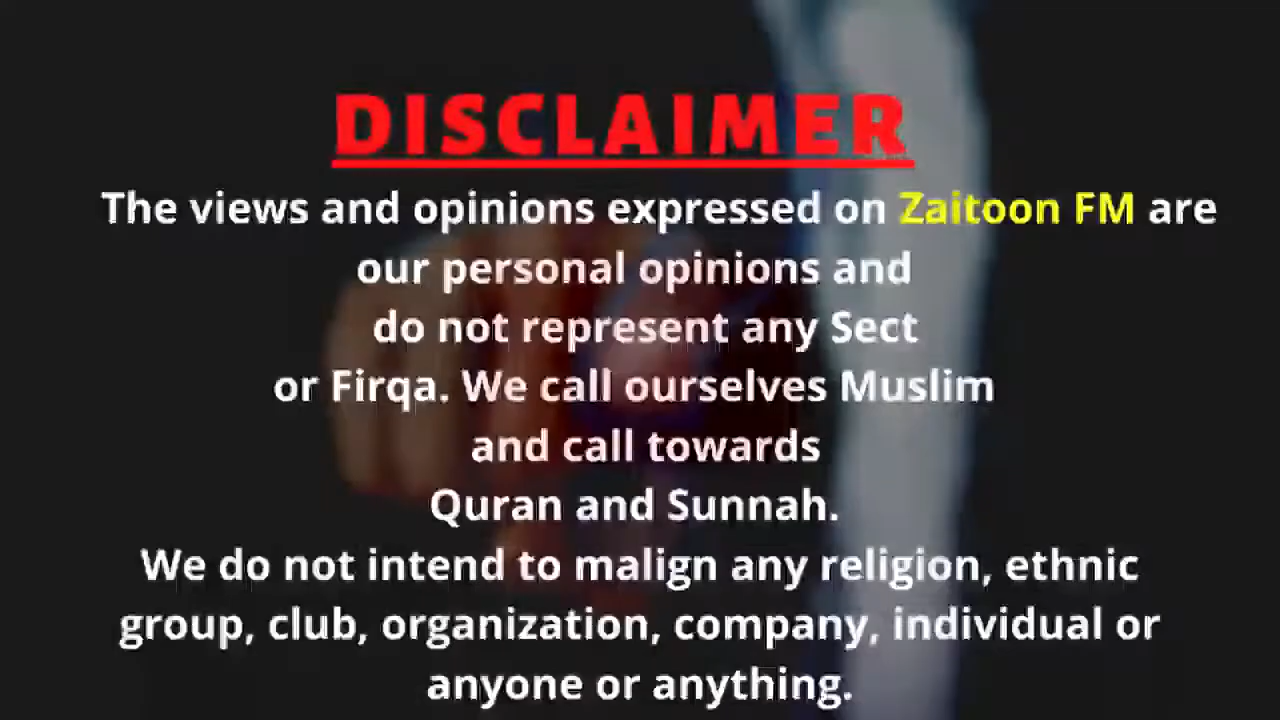 DISCLAIMER
The views and opinions expressed on Zaitoon FM are
our personal opinions and
do not represent any Sect
or Firqa. We call ourselves Muslim
and call towards
Quran and Sunnah.
We do not intend to malign any religion, ethnic
group, club, organization, company, individual or
anyone or anything.